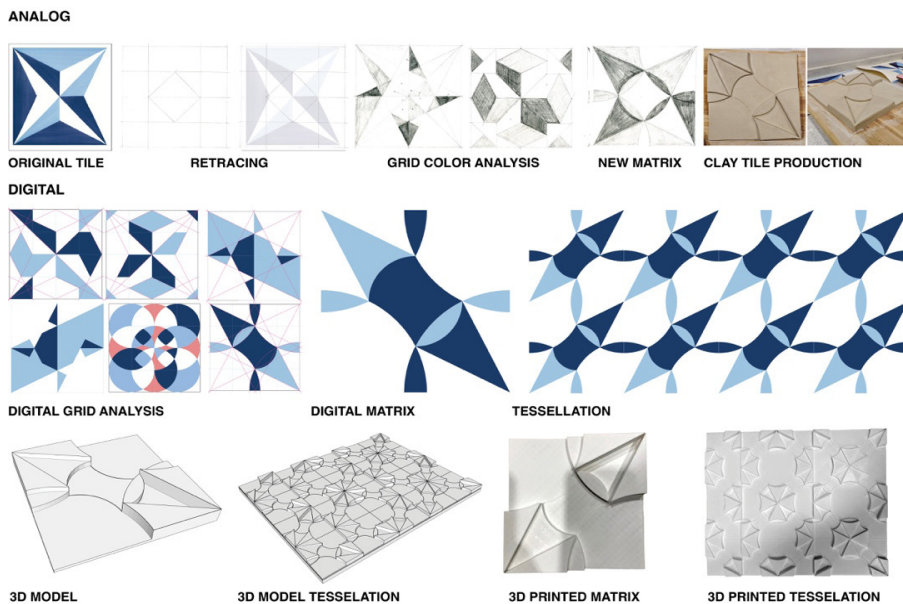 ANALOG
ORIGINAL TILE
RETRACING
GRID COLOR ANALYSIS
NEW MATRIX
CLAY TILE PRODUCTION
DIGITAL
DIGITAL GRID ANALYSIS
DIGITAL MATRIX
TESSELLATION
3D MODEL
3D MODEL TESSELATION
3D PRINTED MATRIX
3D PRINTED TESSELATION